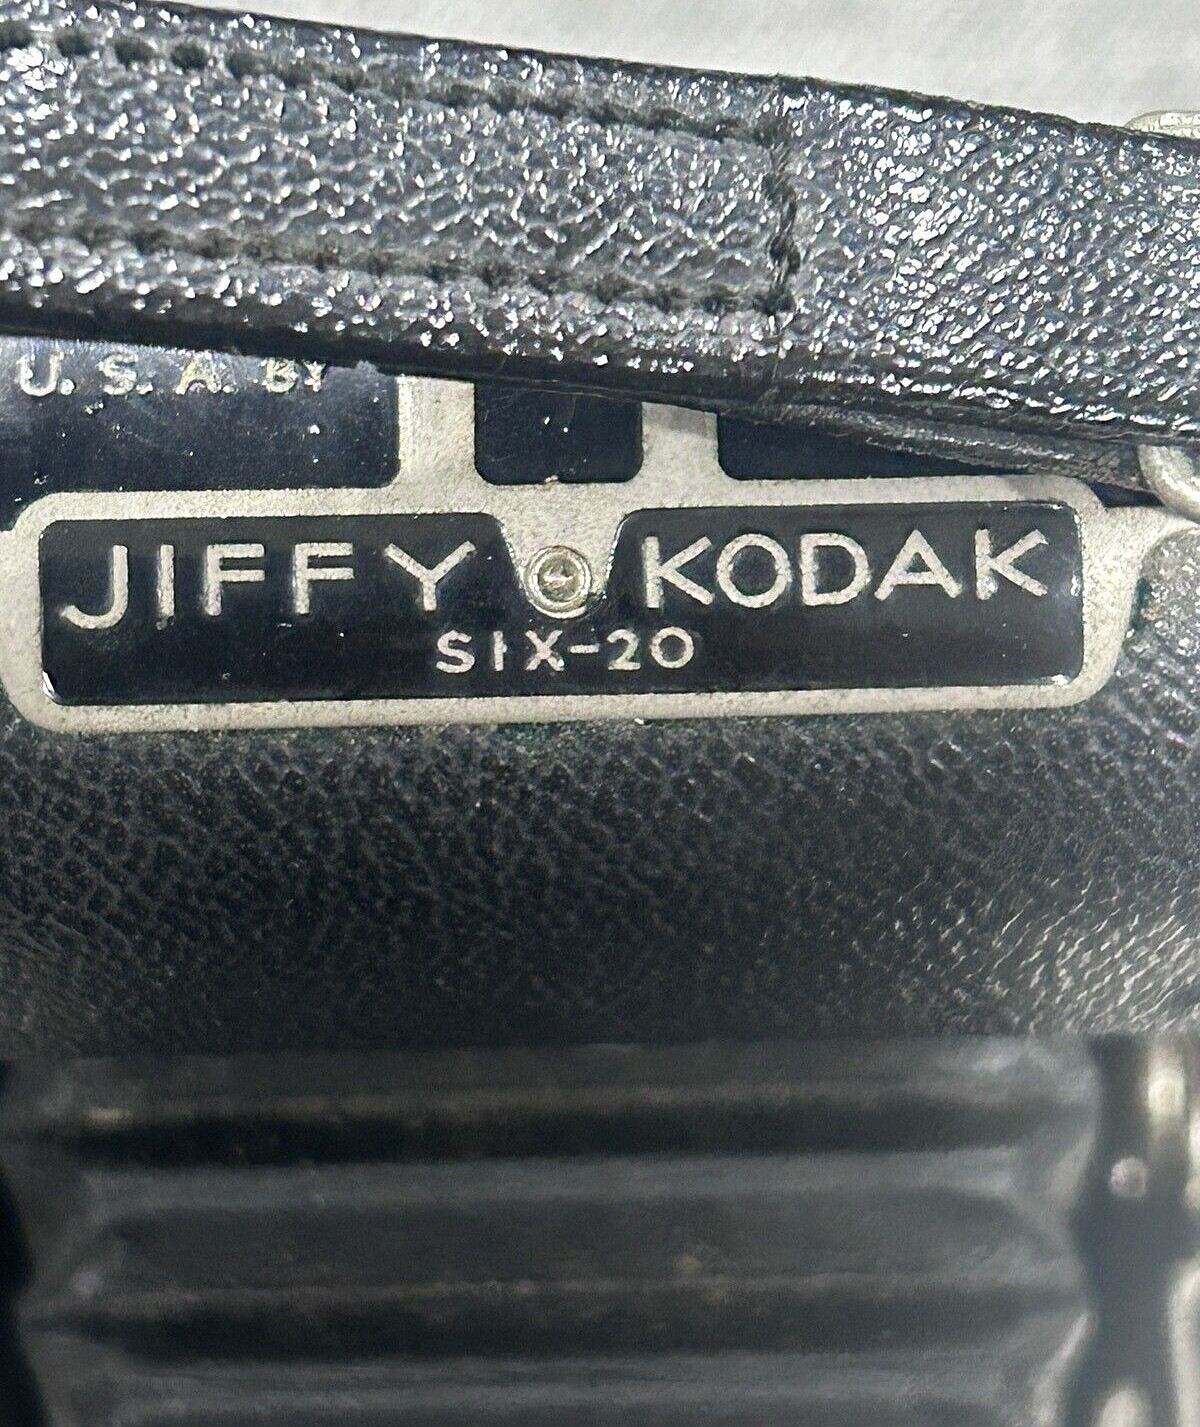 U. S. A. BY
JIFFY KODAK
SIX-20